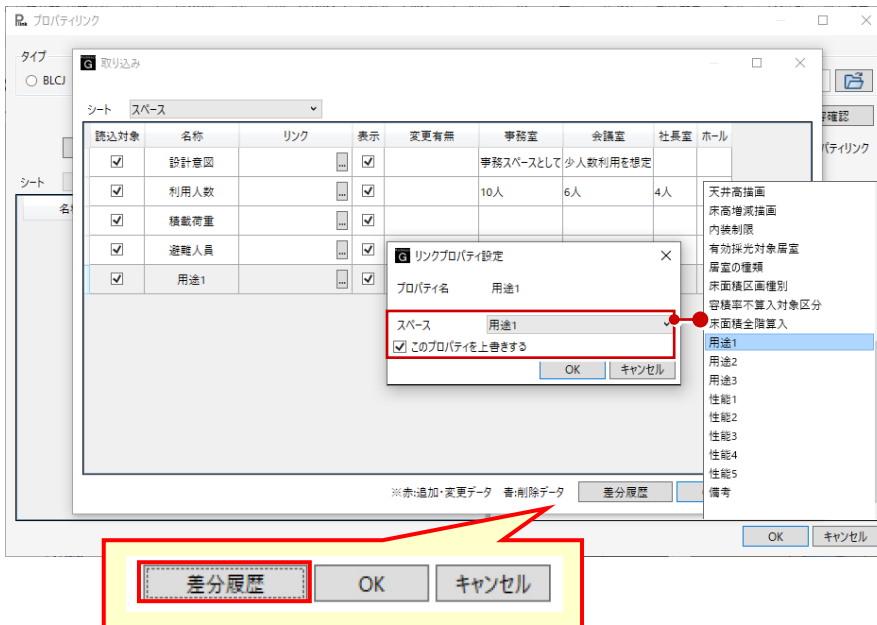 プロパティリンク
タイプ
BLCJ
取り込み
シート スペース
読込対象 名称 リンク 表示 変更有無 事務室 会議室 社長室 ホール
設計意図 ... 事務スペースとして 少人数利用を想定
利用人数 ... 10人 6人 4人
積載荷重 ...
避難人員 ...
用途1 ...
シート
リンクプロパティ設定
プロパティ名 用途1
スペース 用途1
このプロパティを上書きする
OK キャンセル
天井高描画
床高増減描画
内装制限
有効採光対象居室
居室の種類
床面積区画種別
容積率不算入対象区分
床面積全階算入
用途1
用途2
用途3
性能1
性能2
性能3
性能4
性能5
備考
※赤:追加・変更データ 青:削除データ 差分履歴
OK キャンセル
差分履歴 OK キャンセル